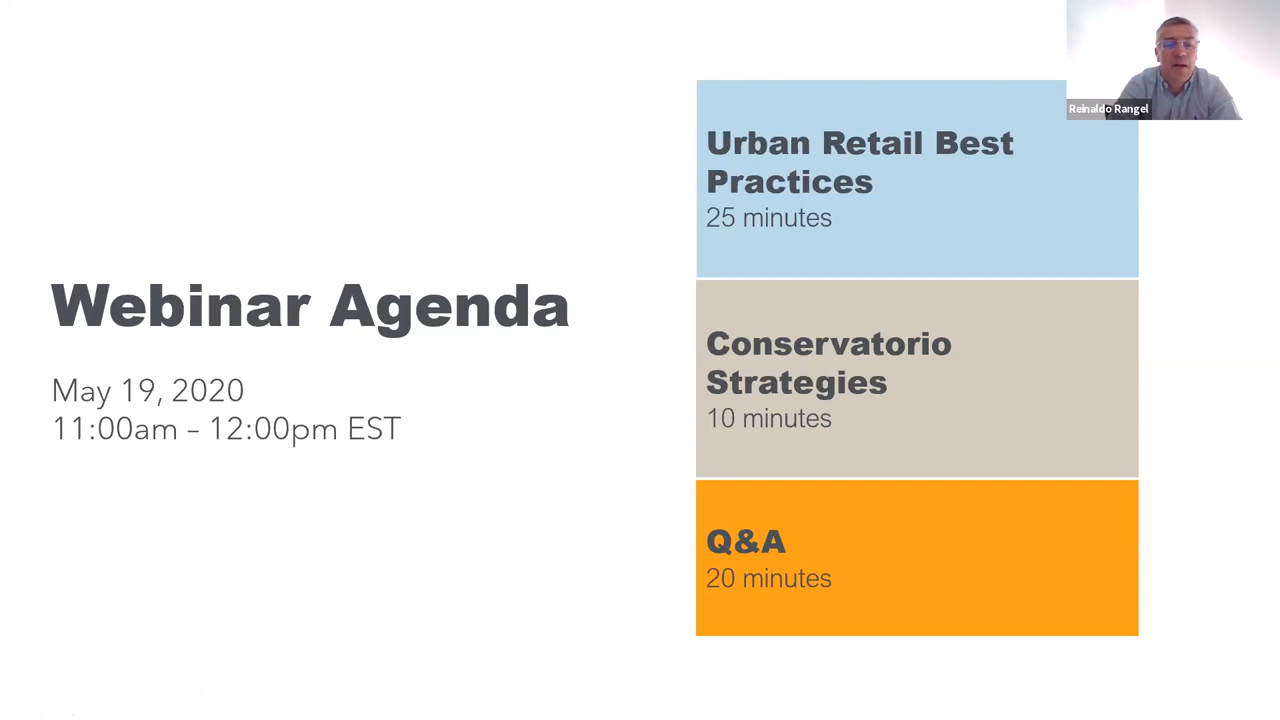 Webinar Agenda
May 19, 2020
11:00am – 12:00pm EST
Urban Retail Best
Practices
25 minutes
Conservatorio
Strategies
10 minutes
Q&A
20 minutes
Reinaldo Rangel